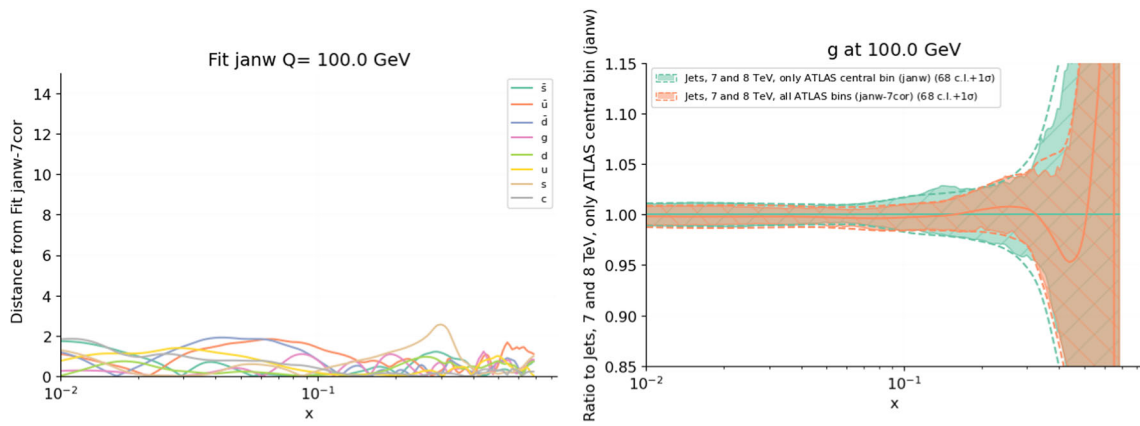 Fit janw Q= 100.0 GeV
Distance from Fit janw-7cor
14
12
10
8
6
4
2
0
s̄
ū
d̄
g
d
u
s
c
10⁻²
10⁻¹
x
g at 100.0 GeV
Ratio to Jets, 7 and 8 TeV, only ATLAS central bin (janw)
1.15
1.10
1.05
1.00
0.95
0.90
0.85
Jets, 7 and 8 TeV, only ATLAS central bin (janw) (68 c.l.+1σ)
Jets, 7 and 8 TeV, all ATLAS bins (janw-7cor) (68 c.l.+1σ)
10⁻²
10⁻¹
x